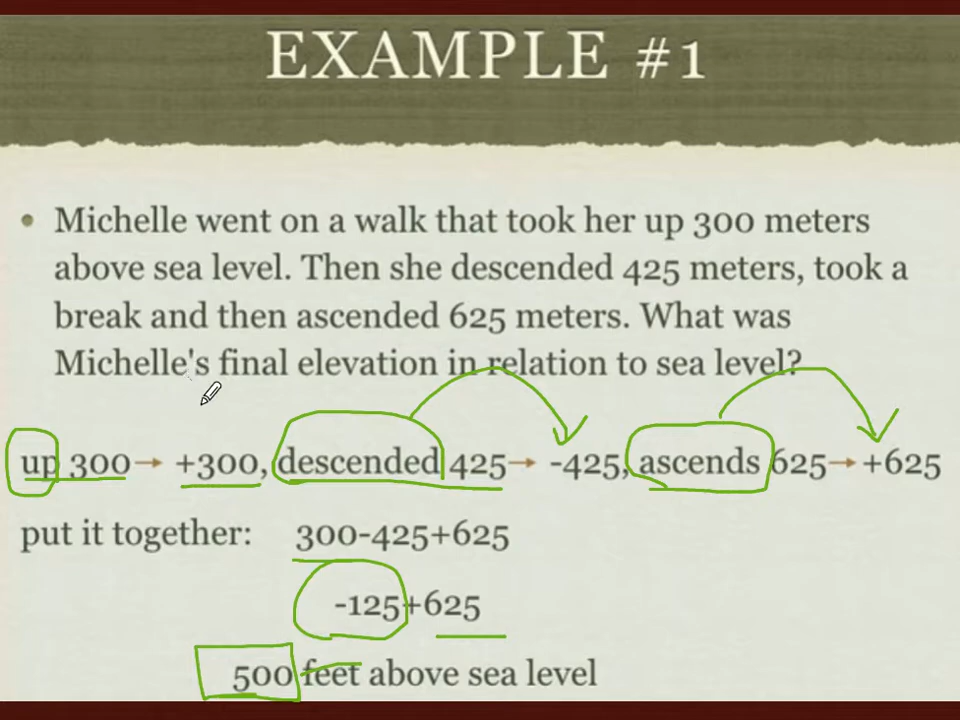 EXAMPLE #1
• Michelle went on a walk that took her up 300 meters
above sea level. Then she descended 425 meters, took a
break and then ascended 625 meters. What was
Michelle's final elevation in relation to sea level?
up 300→ +300, descended 425→ -425, ascends 625→+625
put it together: 300-425+625
-125+625
500 feet above sea level